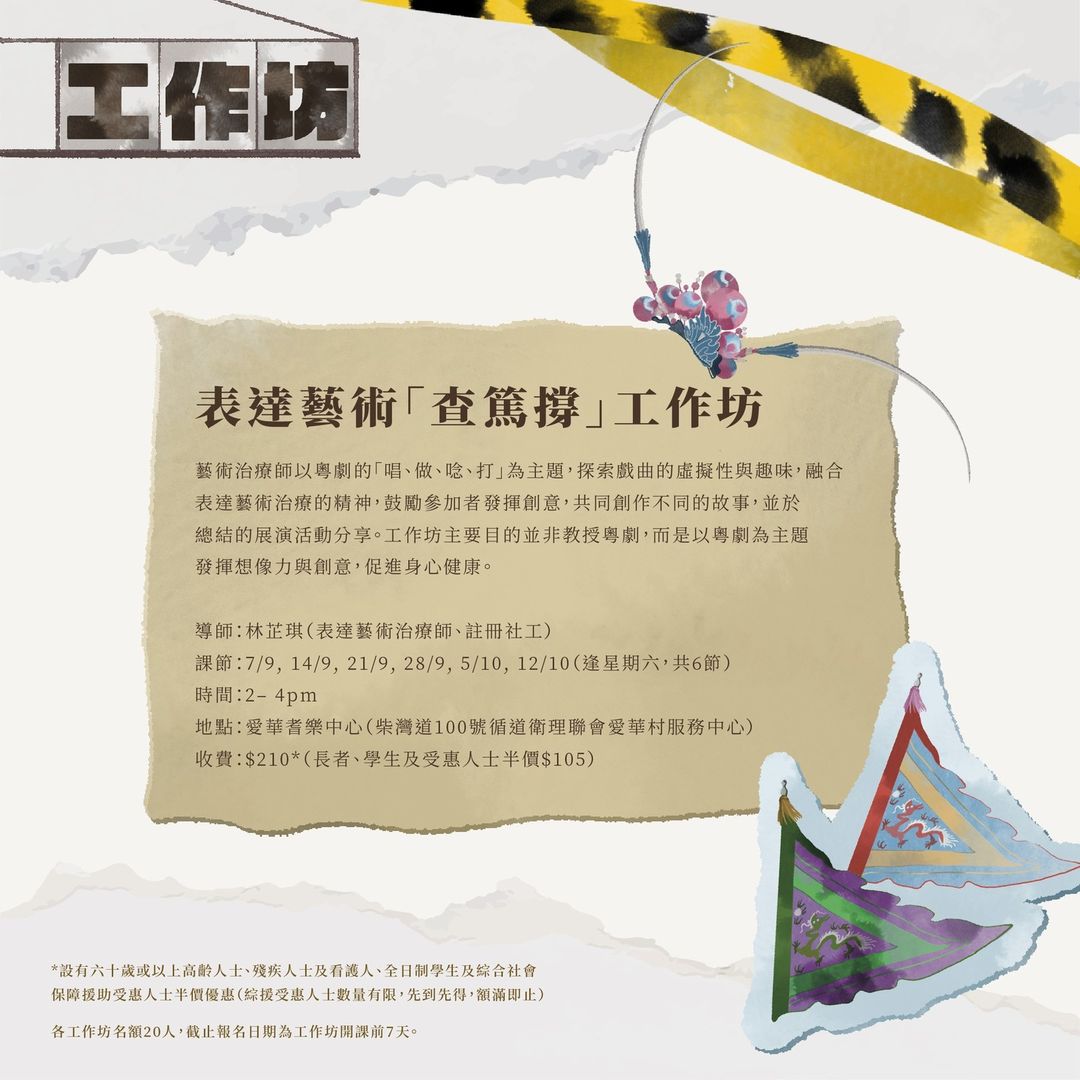 工作坊
表達藝術「查篤撐」工作坊
藝術治療師以粵劇的「唱、做、唸、打」為主題，探索戲曲的虛擬性與趣味，融合
表達藝術治療的精神，鼓勵參加者發揮創意，共同創作不同的故事，並於
總結的展演活動分享。工作坊主要目的並非教授粵劇，而是以粵劇為主題
發揮想像力與創意，促進身心健康。
導師：林芷琪（表達藝術治療師、註冊社工）
課節：7/9, 14/9, 21/9, 28/9, 5/10, 12/10（逢星期六，共6節）
時間：2– 4pm
地點：愛華耆樂中心（柴灣道100號循道衛理聯會愛華村服務中心）
收費：$210*（長者、學生及受惠人士半價$105）
*設有六十歲或以上高齡人士、殘疾人士及看護人、全日制學生及綜合社會
保障援助受惠人士半價優惠（綜援受惠人士數量有限，先到先得，額滿即止）
各工作坊名額20人，截止報名日期為工作坊開課前7天。